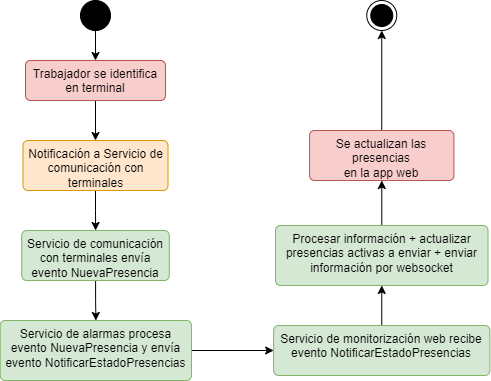 Trabajador se identifica
en terminal
Notificación a Servicio de
comunicación con
terminales
Servicio de comunicación
con terminales envía
evento NuevaPresencia
Servicio de alarmas procesa
evento NuevaPresencia y envía
evento NotificarEstadoPresencias
Servicio de monitorización web recibe
evento NotificarEstadoPresencias
Procesar información + actualizar
presencias activas a enviar + enviar
información por websocket
Se actualizan las
presencias
en la app web